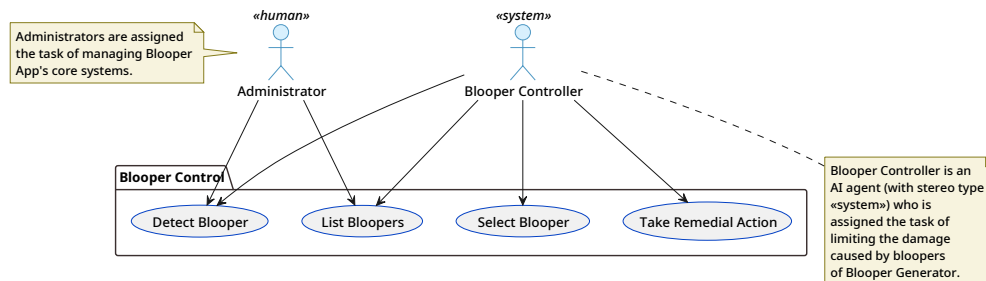 «human»
«system»
Administrators are assigned
the task of managing Blooper
App's core systems.
Administrator
Blooper Controller
Blooper Control
Detect Blooper
List Bloopers
Select Blooper
Take Remedial Action
Blooper Controller is an
AI agent (with stereo type
«system») who is
assigned the task of
limiting the damage
caused by bloopers
of Blooper Generator.